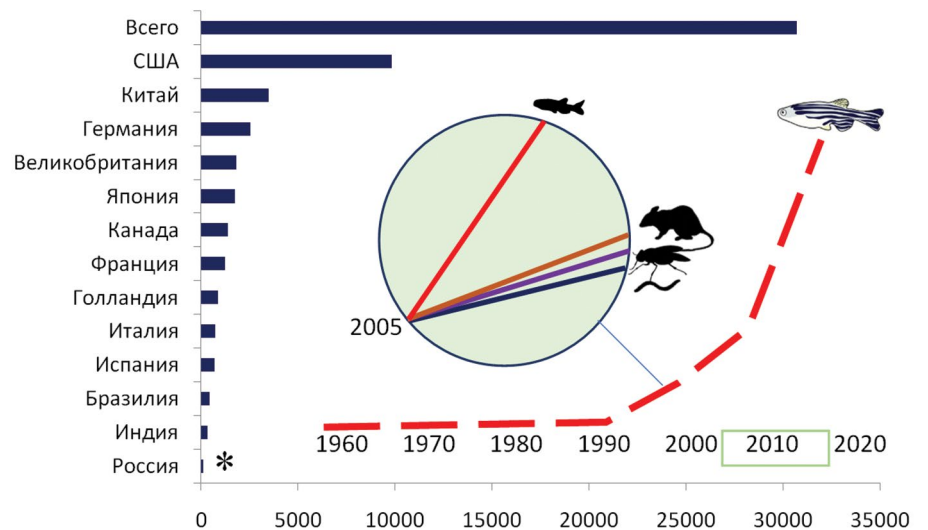 Всего
США
Китай
Германия
Великобритания
Япония
Канада
Франция
Голландия
Италия
Испания
Бразилия
Индия
Россия *
2005
1960 1970 1980 1990 2000 2010 2020
0 5000 10000 15000 20000 25000 30000 35000